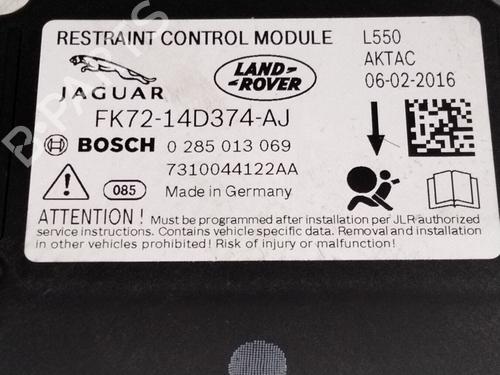 RESTRAINT CONTROL MODULE L550
AKTAC
06-02-2016
JAGUAR
LAND-
ROVER
FK72-14D374-AJ
BOSCH 0 285 013 069
7310044122AA
085 Made in Germany
ATTENTION! Must be programmed after installation per JLR authorized
service instructions. Contains vehicle specific data. Removal and installation
in other vehicles prohibited! Risk of injury or malfunction!
B-PARTS